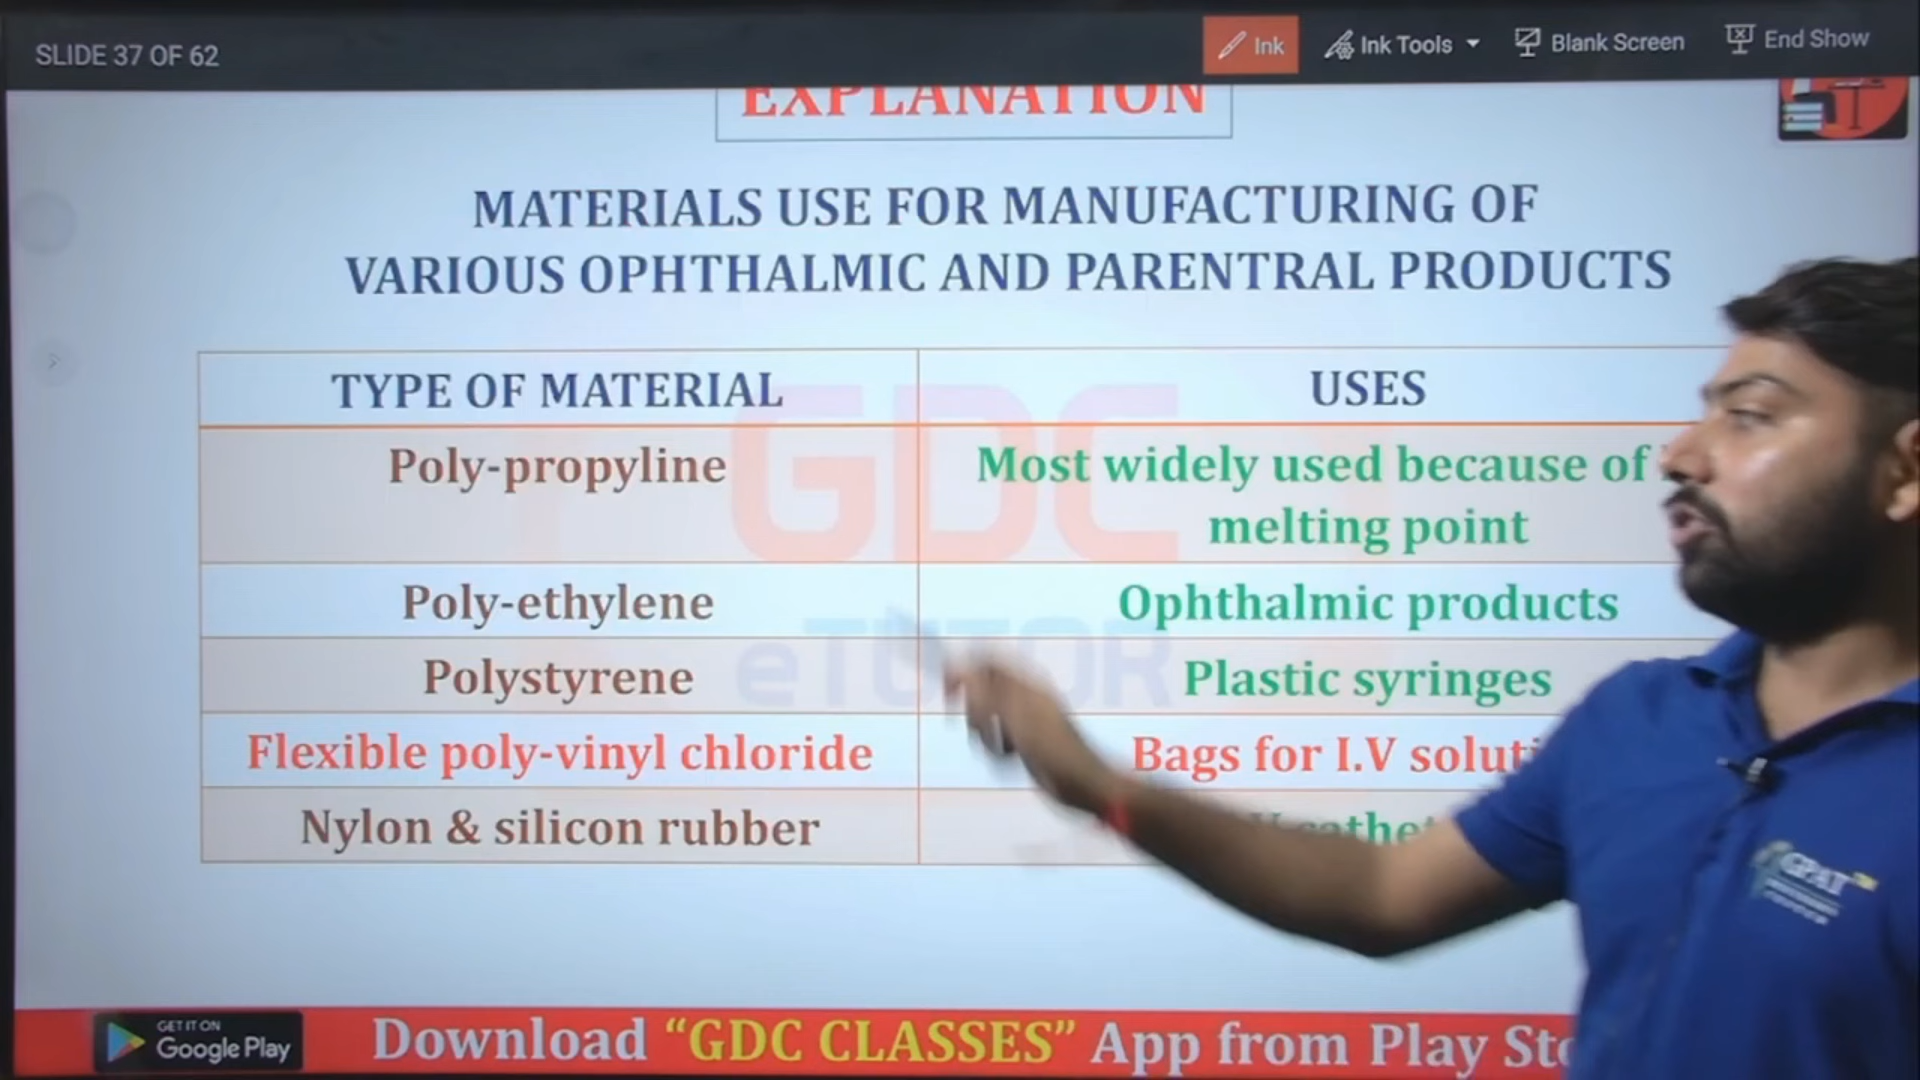 SLIDE 37 OF 62
Ink
Ink Tools
Blank Screen
End Show
EXPLANATION
MATERIALS USE FOR MANUFACTURING OF
VARIOUS OPHTHALMIC AND PARENTRAL PRODUCTS
TYPE OF MATERIAL
USES
Poly-propyline
Most widely used because of
melting point
Poly-ethylene
Ophthalmic products
Polystyrene
Plastic syringes
Flexible poly-vinyl chloride
Bags for I.V
Nylon & silicon rubber
GDC
eTUTOR
GPAT
GET IT ON
Google Play
Download “GDC CLASSES” App from Play